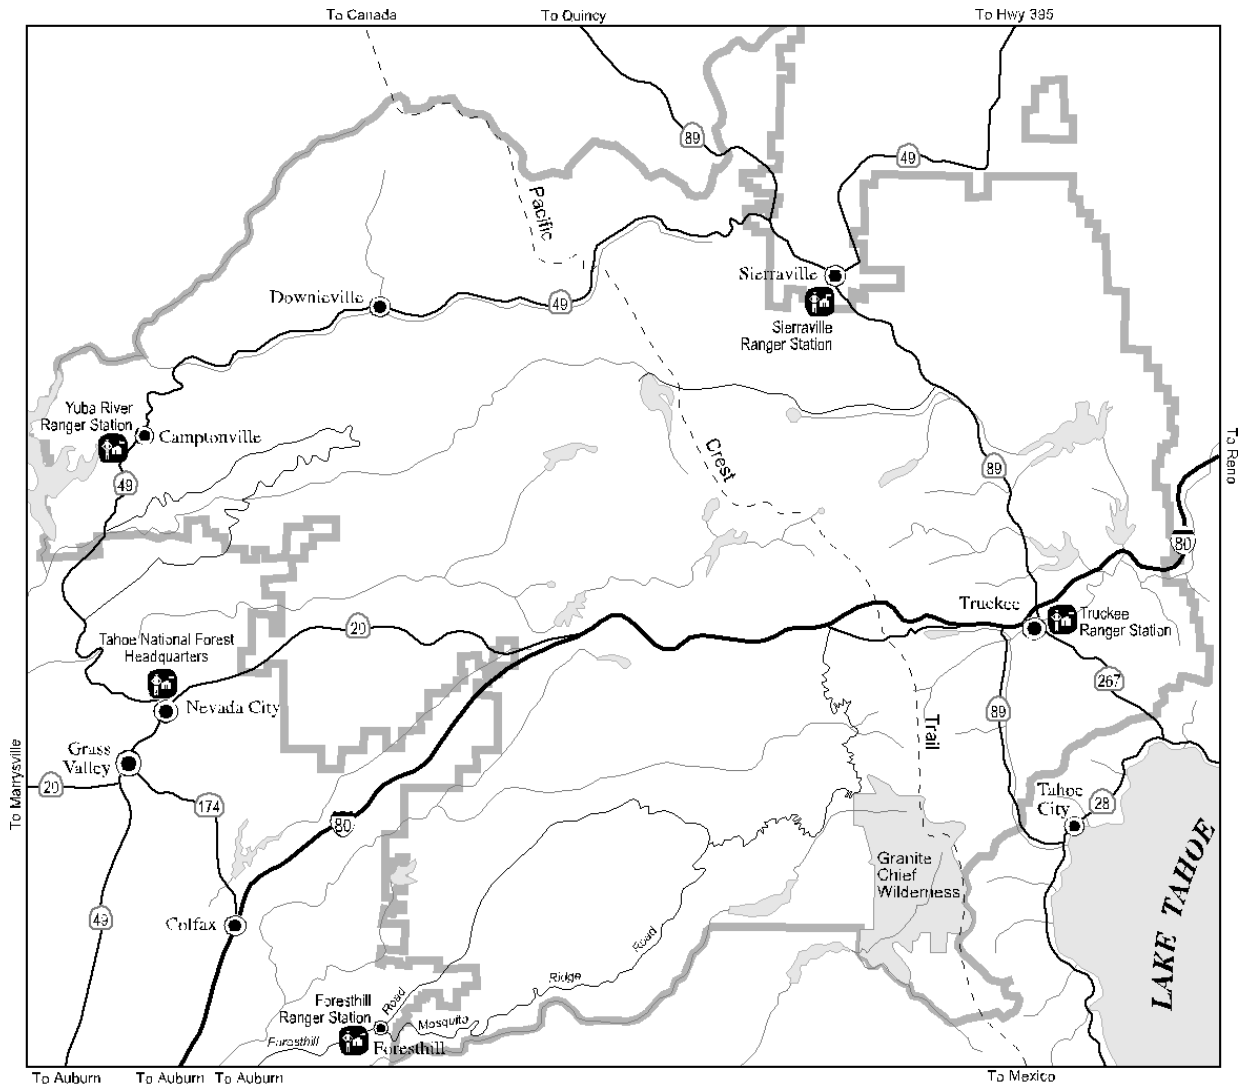 To Canada
To Quincy
To Hwy 395
89
49
Pacific
Sierraville
Downieville
49
Sierraville
Ranger Station
Yuba River
Ranger Station
Camptonville
Crest
To Reno
89
49
80
Truckee
Truckee
Ranger Station
20
Tahoe National Forest
Headquarters
267
Nevada City
89
Trail
Grass
Valley
To Marrysville
20
174
Tahoe
City
28
80
LAKE TAHOE
Granite
Chief
Wilderness
49
Colfax
Road
Ridge
Foresthill
Ranger Station
Road
Mosquito
Foresthill
Foresthill
To Auburn
To Auburn
To Auburn
To Mexico